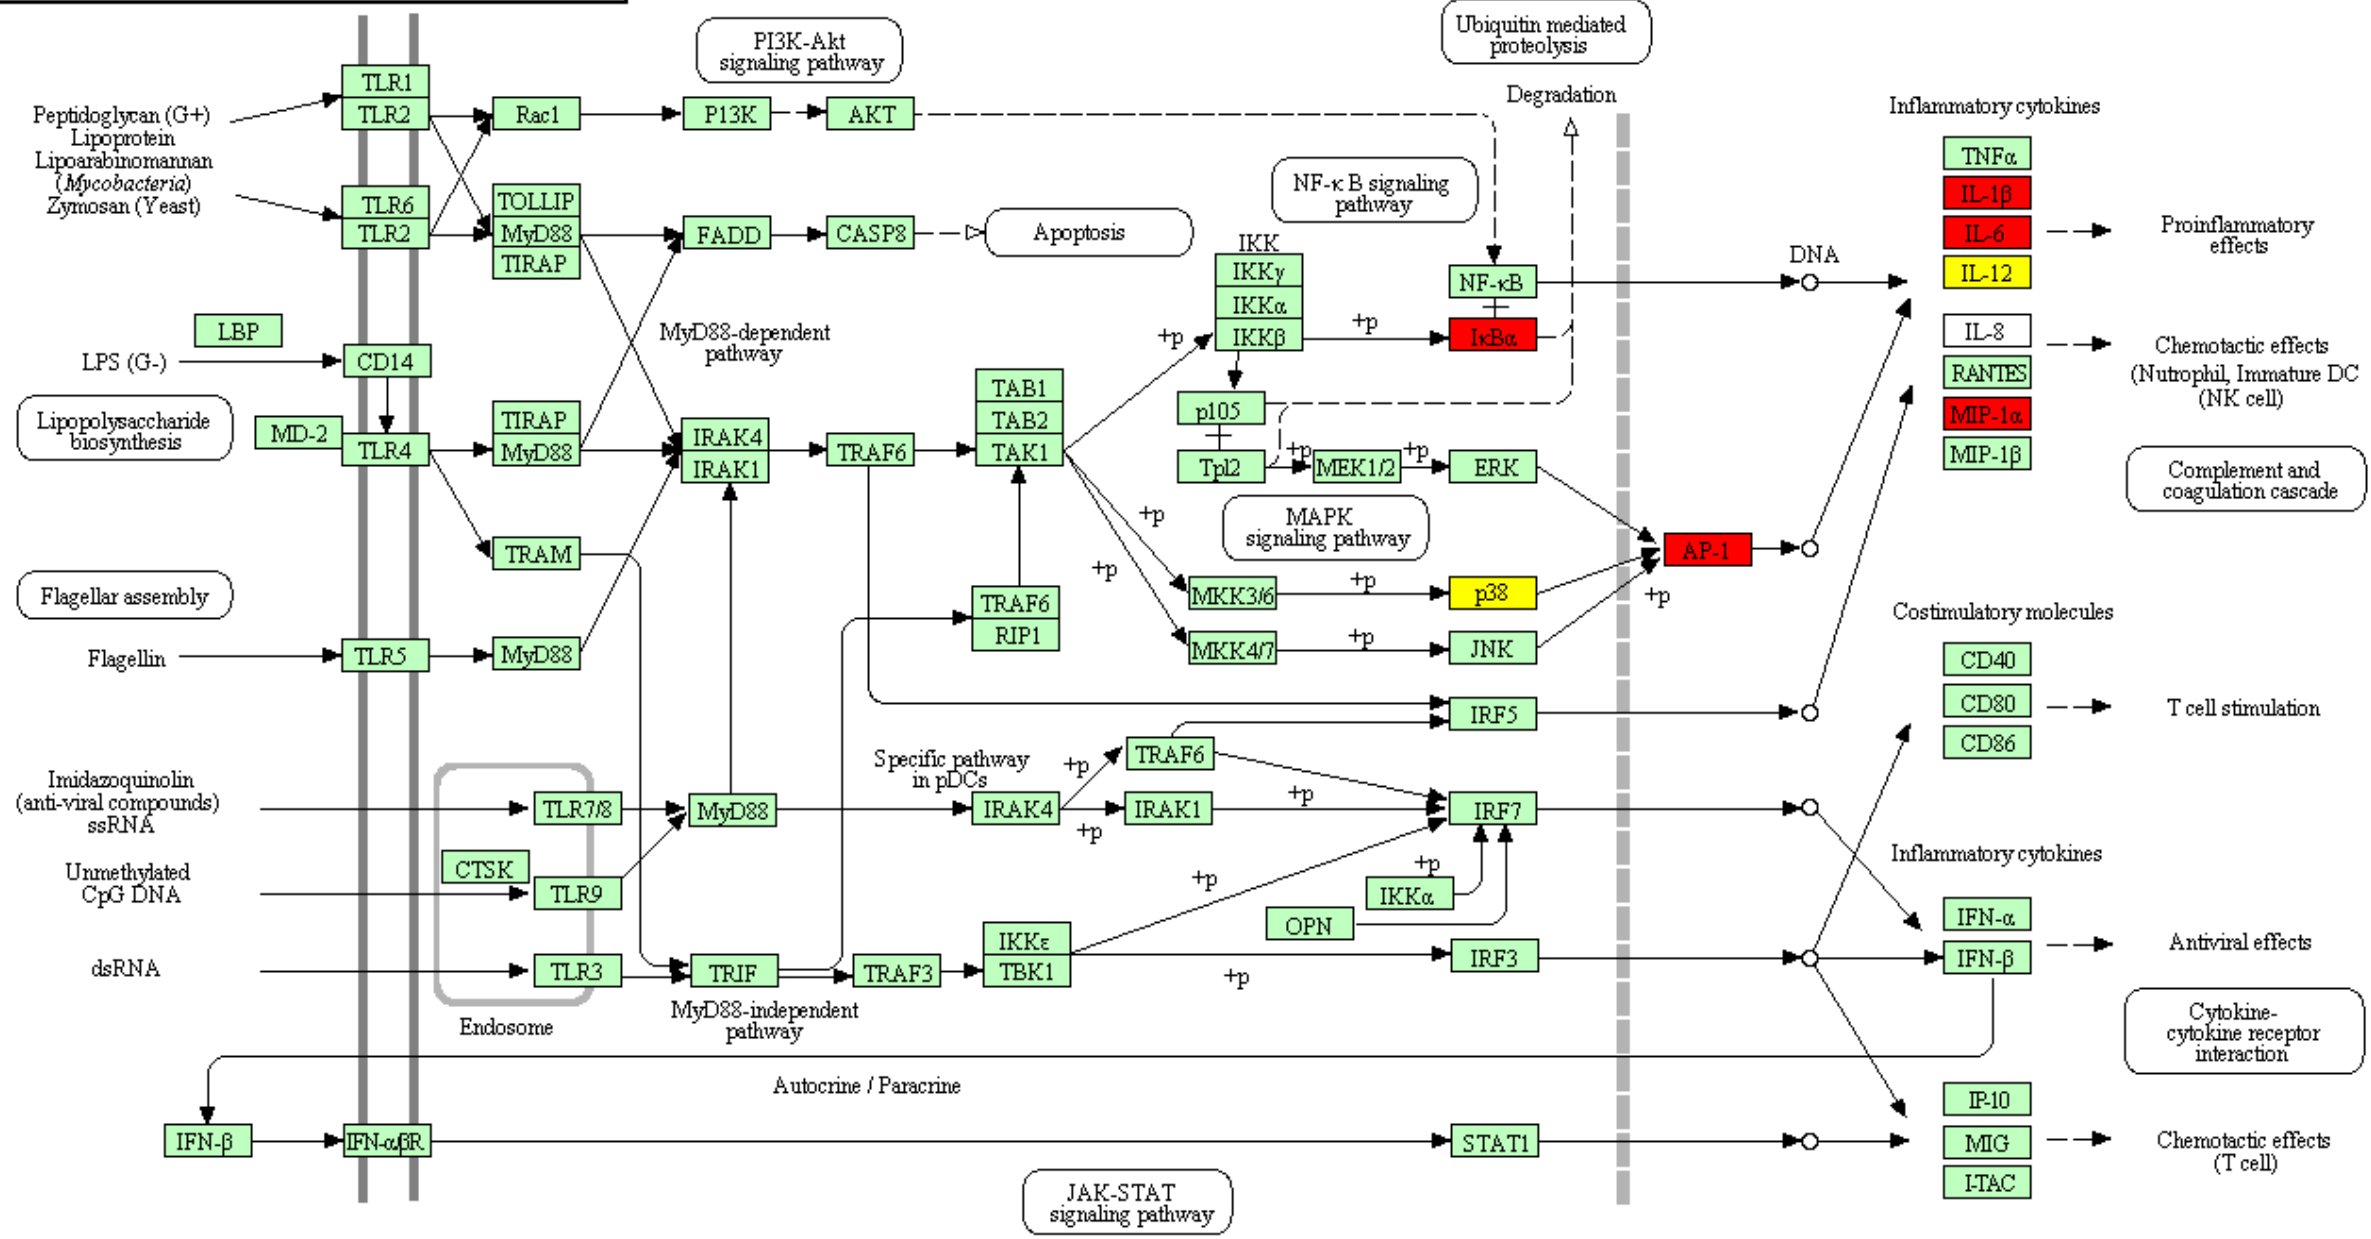 PI3K-Akt
signaling pathway
Ubiquitin mediated
proteolysis
Degradation
Inflammatory cytokines
TLR1
TLR2
Rac1
P13K
AKT
Peptidoglycan (G+)
Lipoprotein
Lipoarabinomannan
(Mycobacteria)
Zymosan (Yeast)
TNFα
IL-1β
IL-6
IL-12
Proinflammatory
effects
NF-κ B signaling
pathway
TLR6
TLR2
TOLLIP
MyD88
TIRAP
FADD
CASP8
Apoptosis
IKK
IKKγ
IKKα
IKKβ
NF-κB
IκBα
DNA
+p
+p
LBP
LPS (G-)
CD14
MyD88-dependent
pathway
IL-8
RANTES
MIP-1α
MIP-1β
Chemotactic effects
(Nutrophil, Immature DC
(NK cell)
Lipopolysaccharide
biosynthesis
MD-2
TLR4
TIRAP
MyD88
IRAK4
IRAK1
TRAF6
TAB1
TAB2
TAK1
p105
Tpl2
+p
MEK1/2
+p
ERK
Complement and
coagulation cascade
MAPK
signaling pathway
+p
+p
AP-1
TRAM
Flagellar assembly
TRAF6
RIP1
MKK3/6
+p
p38
+p
MKK4/7
+p
JNK
Costimulatory molecules
CD40
CD80
CD86
T cell stimulation
Flagellin
TLR5
MyD88
IRF5
Specific pathway
in pDCs
+p
TRAF6
Imidazoquinolin
(anti-viral compounds)
ssRNA
TLR7/8
MyD88
IRAK4
+p
IRAK1
+p
IRF7
Unmethylated
CpG DNA
CTSK
TLR9
+p
+p
IKKα
OPN
Inflammatory cytokines
IFN-α
IFN-β
Antiviral effects
dsRNA
TLR3
TRIF
TRAF3
IKKε
TBK1
+p
IRF3
Endosome
MyD88-independent
pathway
Cytokine-
cytokine receptor
interaction
Autocrine / Paracrine
IFN-β
IFN-α/βR
STAT1
IP-10
MIG
I-TAC
Chemotactic effects
(T cell)
JAK-STAT
signaling pathway